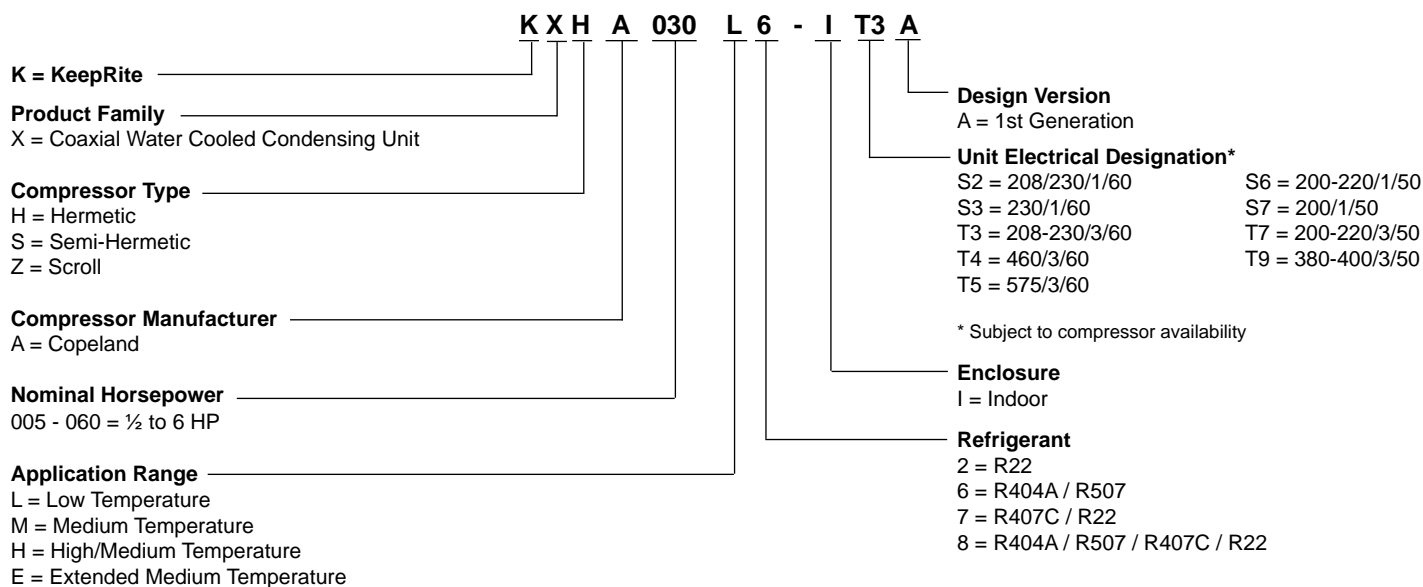 K X H A 030 L 6 - I T3 A
K = KeepRite
Product Family
X = Coaxial Water Cooled Condensing Unit
Compressor Type
H = Hermetic
S = Semi-Hermetic
Z = Scroll
Compressor Manufacturer
A = Copeland
Nominal Horsepower
005 - 060 = ½ to 6 HP
Application Range
L = Low Temperature
M = Medium Temperature
H = High/Medium Temperature
E = Extended Medium Temperature
Design Version
A = 1st Generation
Unit Electrical Designation*
S2 = 208/230/1/60
S3 = 230/1/60
T3 = 208-230/3/60
T4 = 460/3/60
T5 = 575/3/60
S6 = 200-220/1/50
S7 = 200/1/50
T7 = 200-220/3/50
T9 = 380-400/3/50
* Subject to compressor availability
Enclosure
I = Indoor
Refrigerant
2 = R22
6 = R404A / R507
7 = R407C / R22
8 = R404A / R507 / R407C / R22